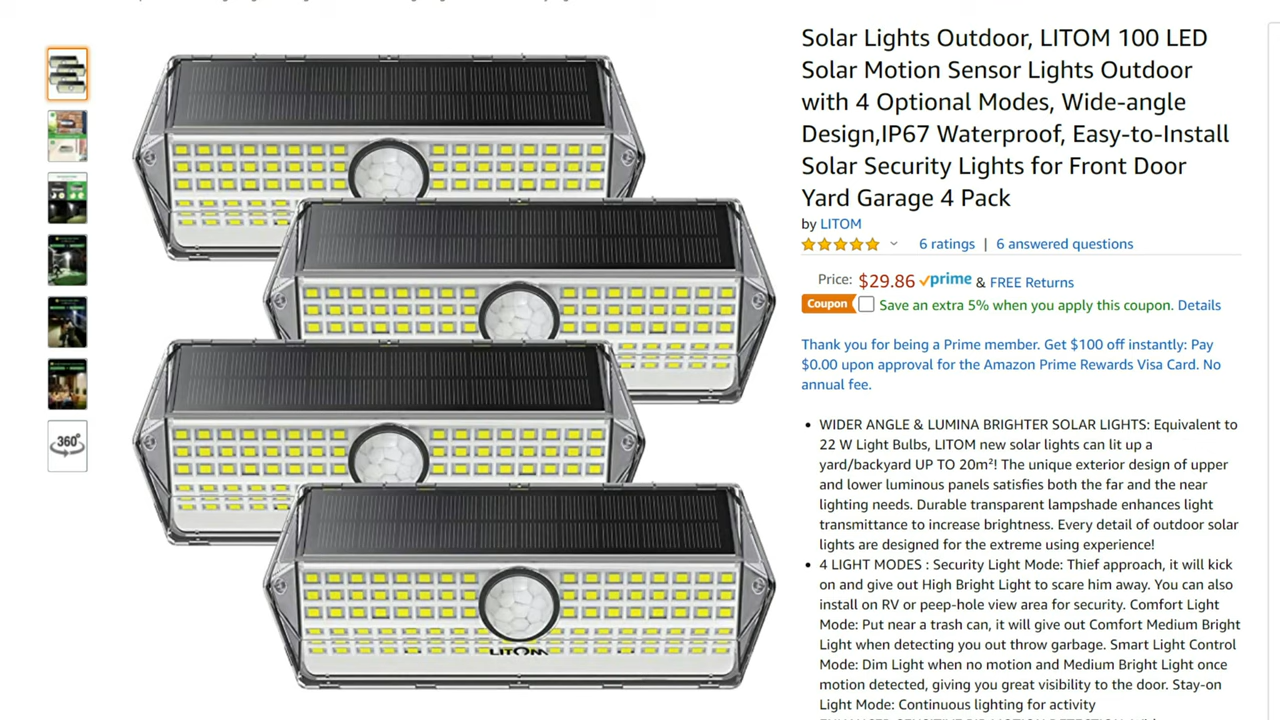 Solar Lights Outdoor, LITOM 100 LED
Solar Motion Sensor Lights Outdoor
with 4 Optional Modes, Wide-angle
Design,IP67 Waterproof, Easy-to-Install
Solar Security Lights for Front Door
Yard Garage 4 Pack
by LITOM
6 ratings | 6 answered questions
Price: $29.86 prime & FREE Returns
Coupon Save an extra 5% when you apply this coupon. Details
Thank you for being a Prime member. Get $100 off instantly: Pay
$0.00 upon approval for the Amazon Prime Rewards Visa Card. No
annual fee.
• WIDER ANGLE & LUMINA BRIGHTER SOLAR LIGHTS: Equivalent to
22 W Light Bulbs, LITOM new solar lights can lit up a
yard/backyard UP TO 20m²! The unique exterior design of upper
and lower luminous panels satisfies both the far and the near
lighting needs. Durable transparent lampshade enhances light
transmittance to increase brightness. Every detail of outdoor solar
lights are designed for the extreme using experience!
• 4 LIGHT MODES : Security Light Mode: Thief approach, it will kick
on and give out High Bright Light to scare him away. You can also
install on RV or peep-hole view area for security. Comfort Light
Mode: Put near a trash can, it will give out Comfort Medium Bright
Light when detecting you out throw garbage. Smart Light Control
Mode: Dim Light when no motion and Medium Bright Light once
motion detected, giving you great visibility to the door. Stay-on
Light Mode: Continuous lighting for activity
360°
LITOM